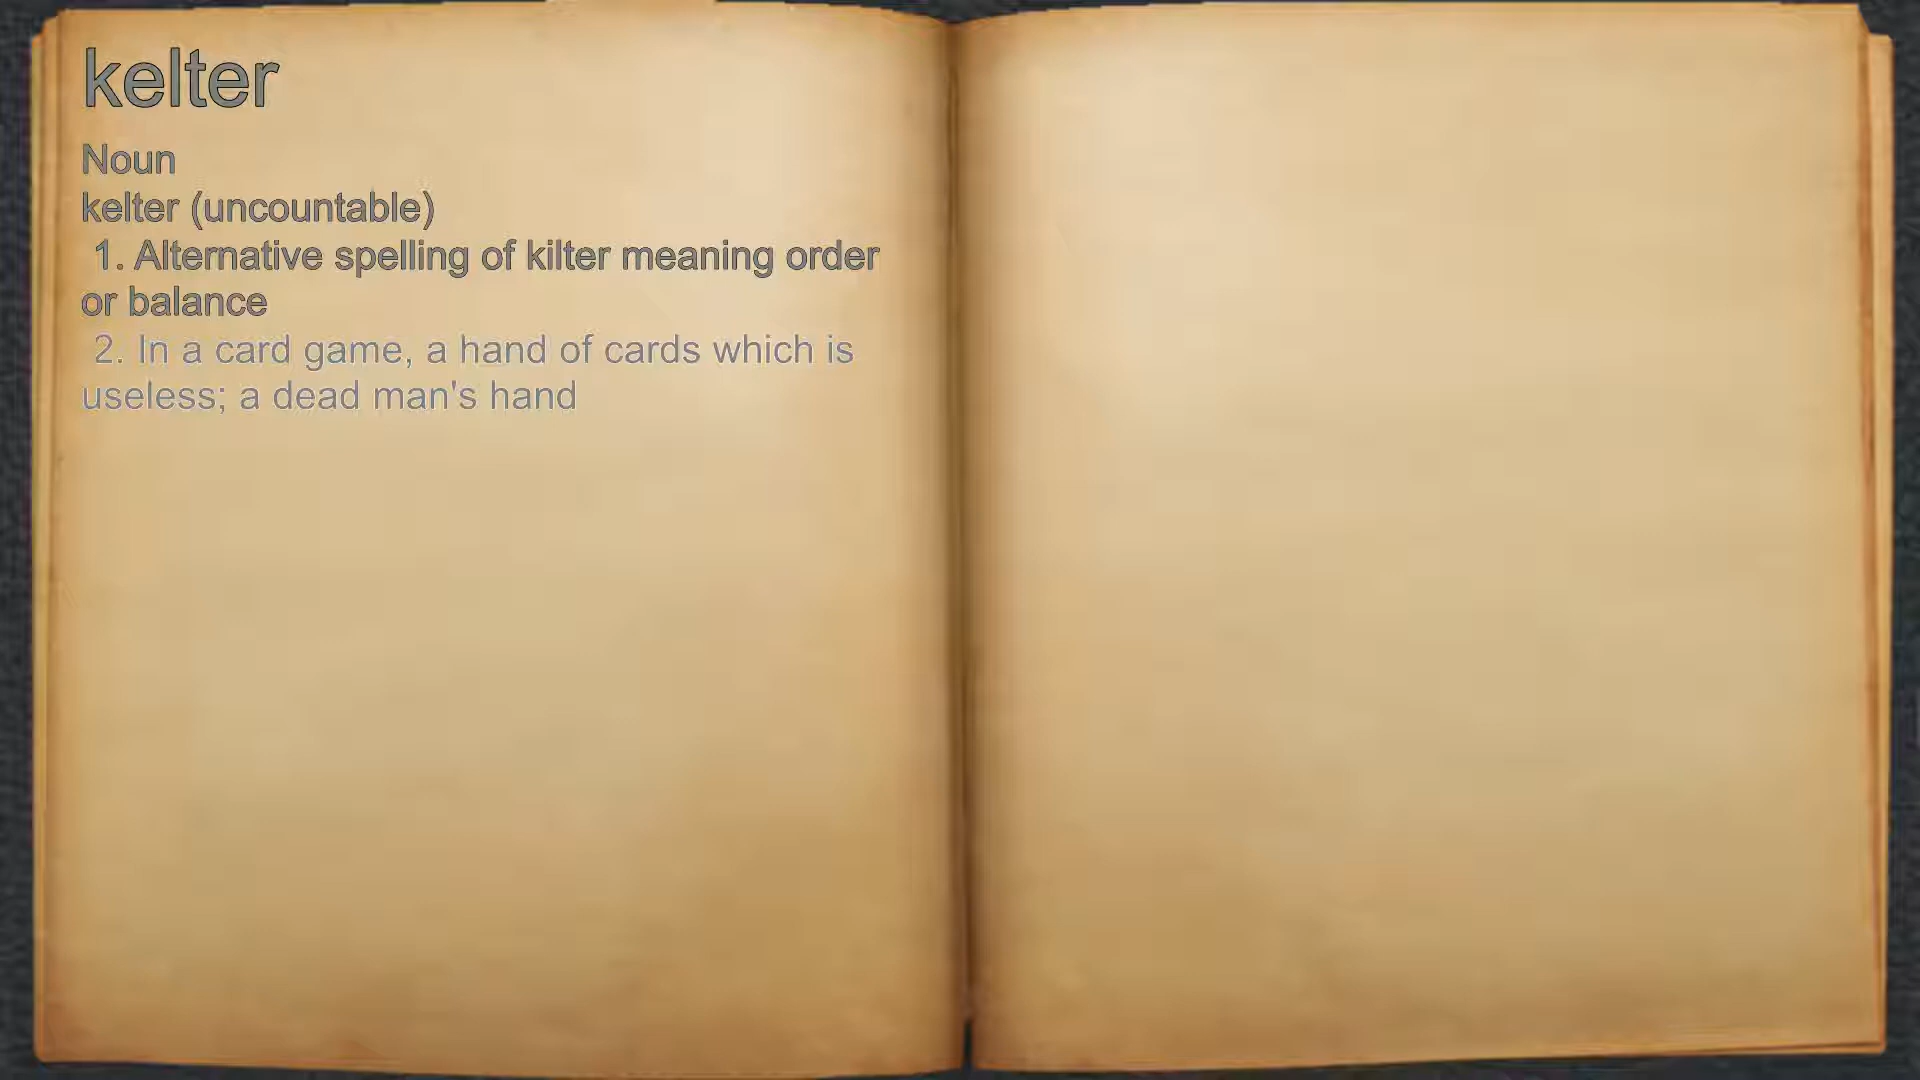 kelter
Noun
kelter (uncountable)
1. Alternative spelling of kilter meaning order
or balance
2. In a card game, a hand of cards which is
useless; a dead man's hand